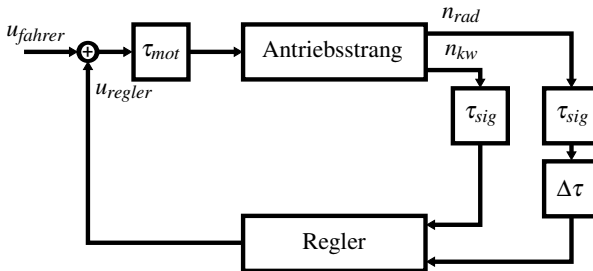 n_rad
u_fahrer
n_kw
+
τ_mot
Antriebsstrang
u_regler
τ_sig
τ_sig
Δτ
Regler